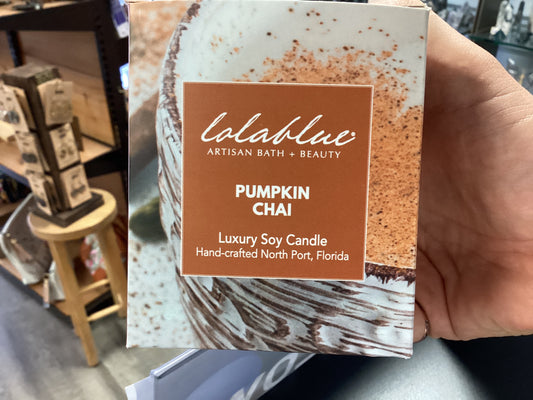 lolablue
ARTISAN BATH + BEAUTY
PUMPKIN
CHAI
Luxury Soy Candle
Hand-crafted North Port, Florida